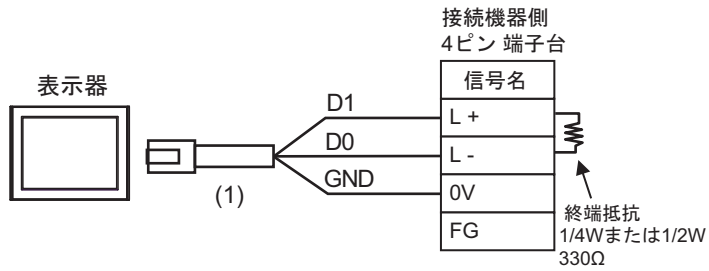 接続機器側
4ピン 端子台
表示器
信号名
D1
L +
D0
L -
(1)
GND
0V
FG
終端抵抗
1/4Wまたは1/2W
330Ω